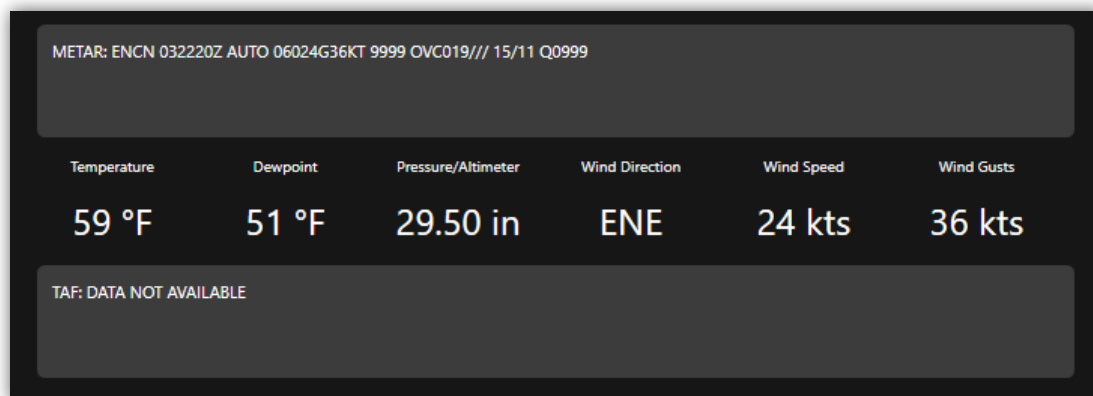 METAR: ENCN 032220Z AUTO 06024G36KT 9999 OVC019/// 15/11 Q0999
Temperature Dewpoint Pressure/Altimeter Wind Direction Wind Speed Wind Gusts
59 °F 51 °F 29.50 in ENE 24 kts 36 kts
TAF: DATA NOT AVAILABLE